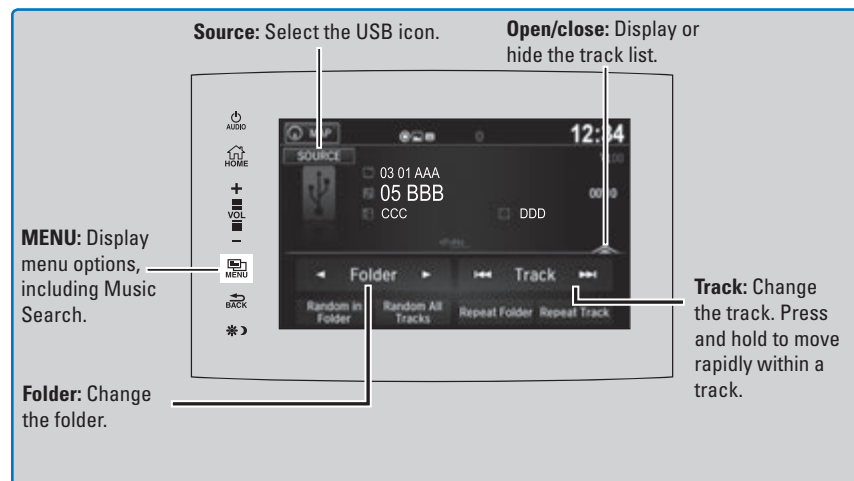 Source: Select the USB icon.
Open/close: Display or
hide the track list.
AUDIO
HOME
+
VOL
–
MENU
BACK
MAP
12:34
SOURCE
03 01 AAA
05 BBB
CCC
DDD
Folder
Track
Random in
Folder
Random All
Tracks
Repeat Folder
Repeat Track
MENU: Display
menu options,
including Music
Search.
Folder: Change
the folder.
Track: Change
the track. Press
and hold to move
rapidly within a
track.